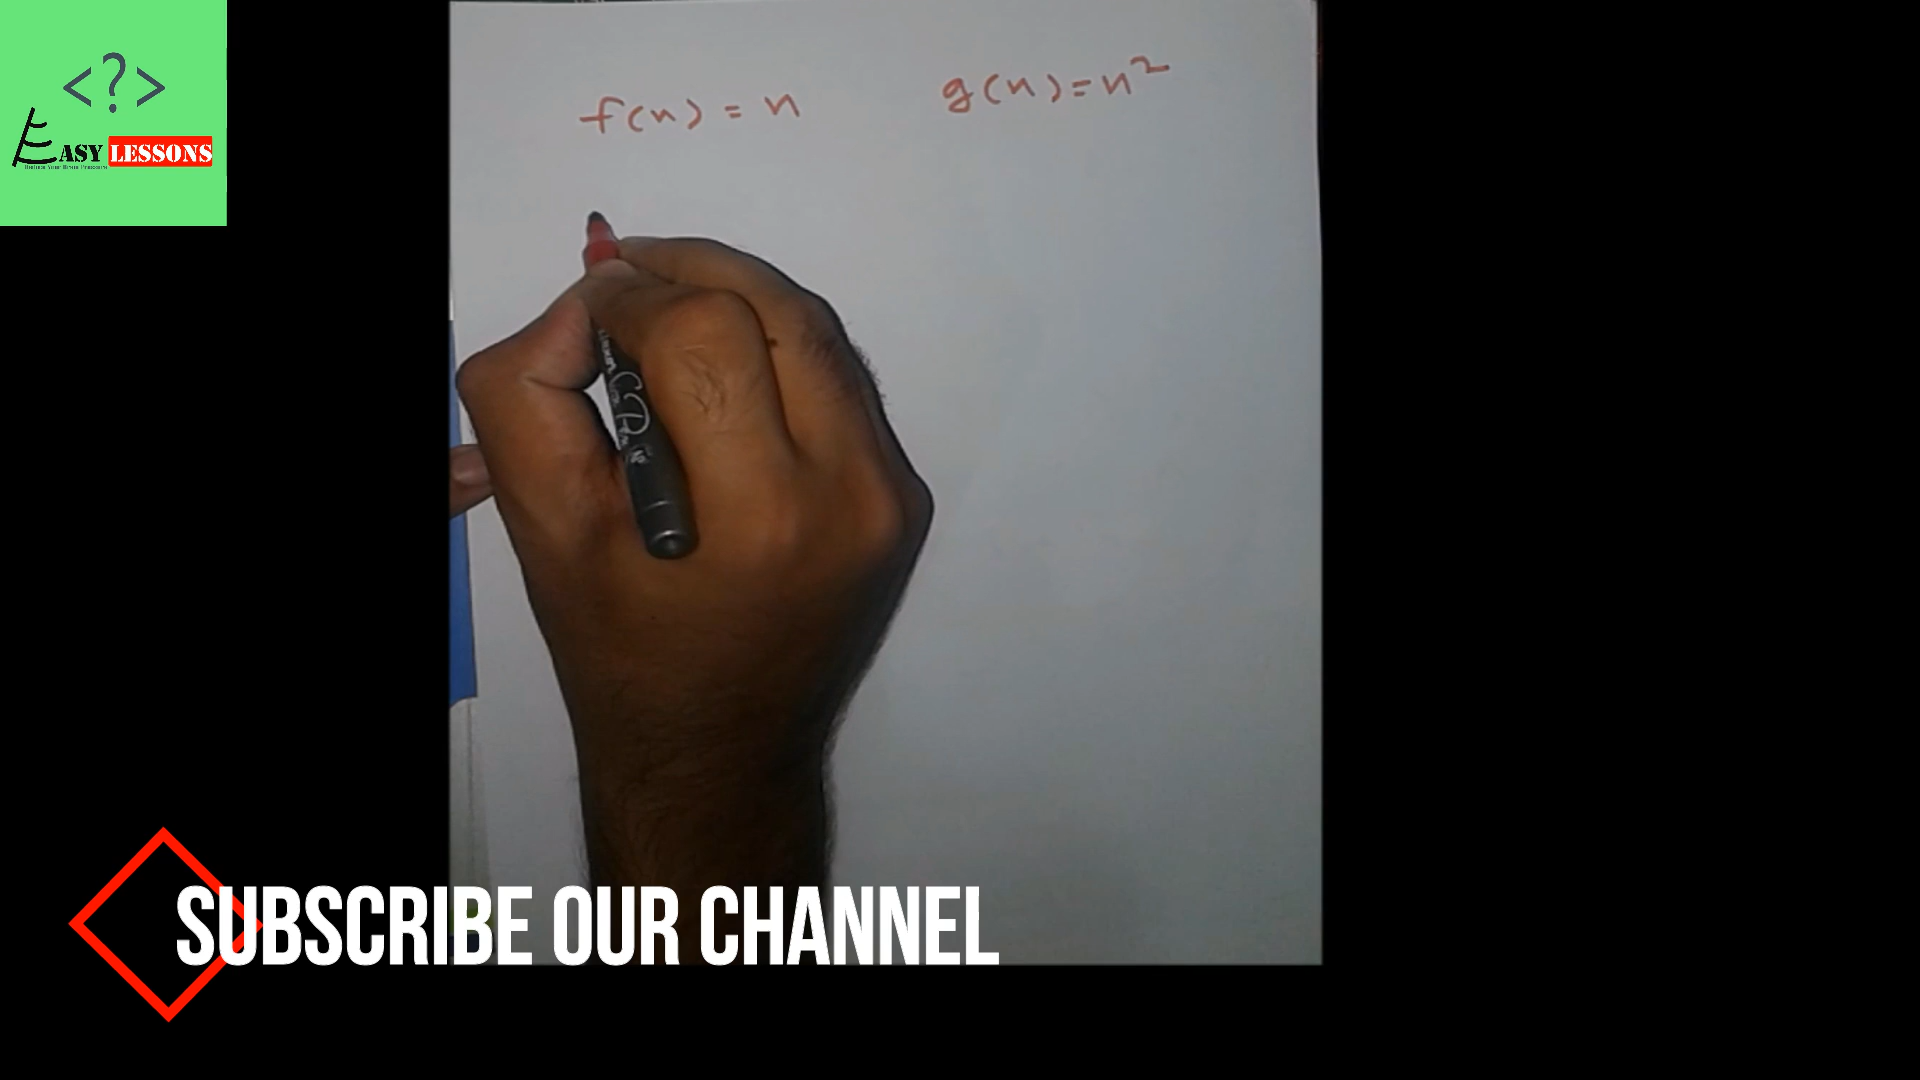 <?>
EASY LESSONS
f(n) = n
g(n) = n²
SUBSCRIBE OUR CHANNEL